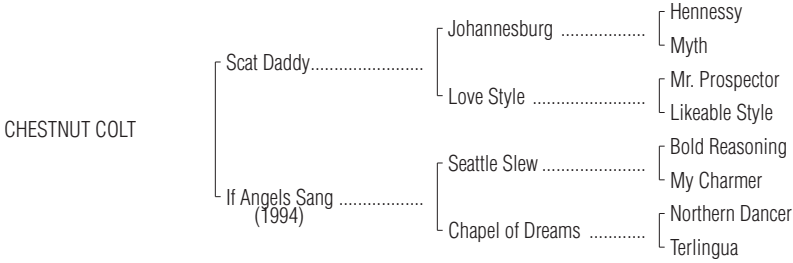 CHESTNUT COLT
Scat Daddy.......................
If Angels Sang .................
(1994)
Johannesburg .................
Love Style .......................
Seattle Slew .....................
Chapel of Dreams ............
Hennessy
Myth
Mr. Prospector
Likeable Style
Bold Reasoning
My Charmer
Northern Dancer
Terlingua